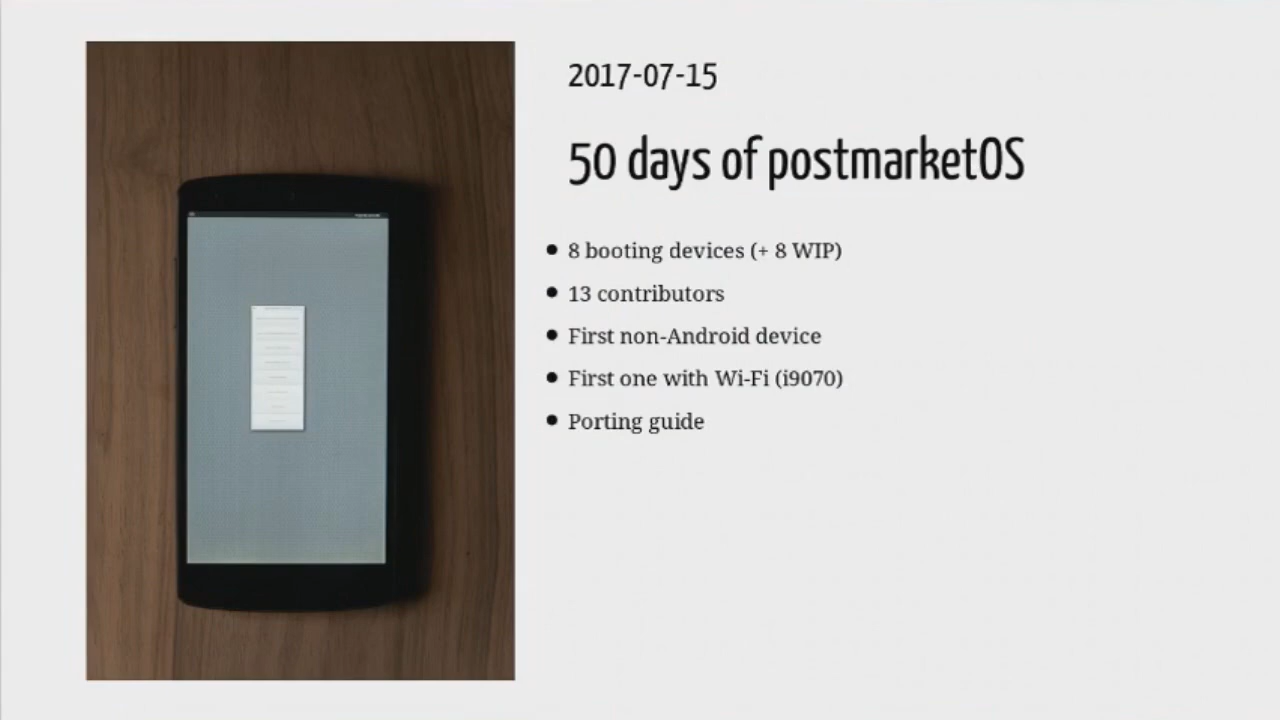 2017-07-15
50 days of postmarketOS
8 booting devices (+ 8 WIP)
13 contributors
First non-Android device
First one with Wi-Fi (i9070)
Porting guide